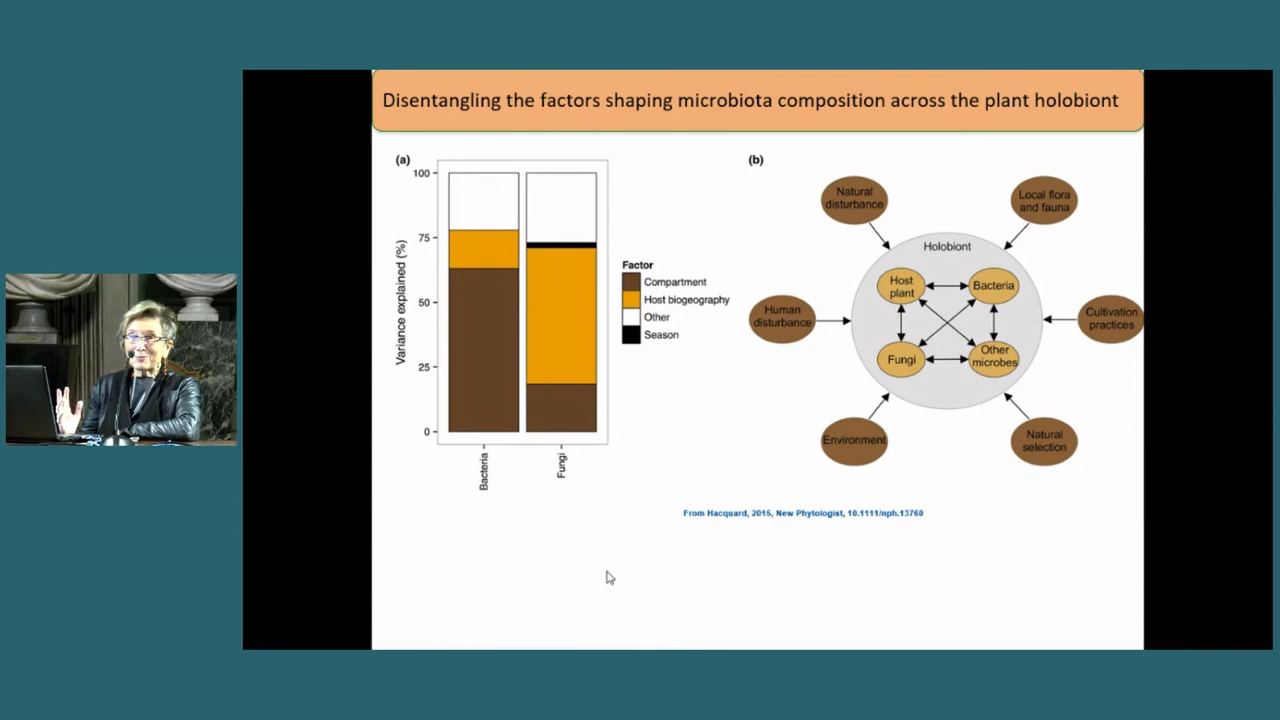 Disentangling the factors shaping microbiota composition across the plant holobiont
(a)
Variance explained (%)
100
75
50
25
0
Bacteria
Fungi
Factor
Compartment
Host biogeography
Other
Season
(b)
Natural
disturbance
Local flora
and fauna
Holobiont
Host
plant
Bacteria
Human
disturbance
Cultivation
practices
Fungi
Other
microbes
Environment
Natural
selection
From Hacquard, 2015, New Phytologist, 10.1111/nph.13760